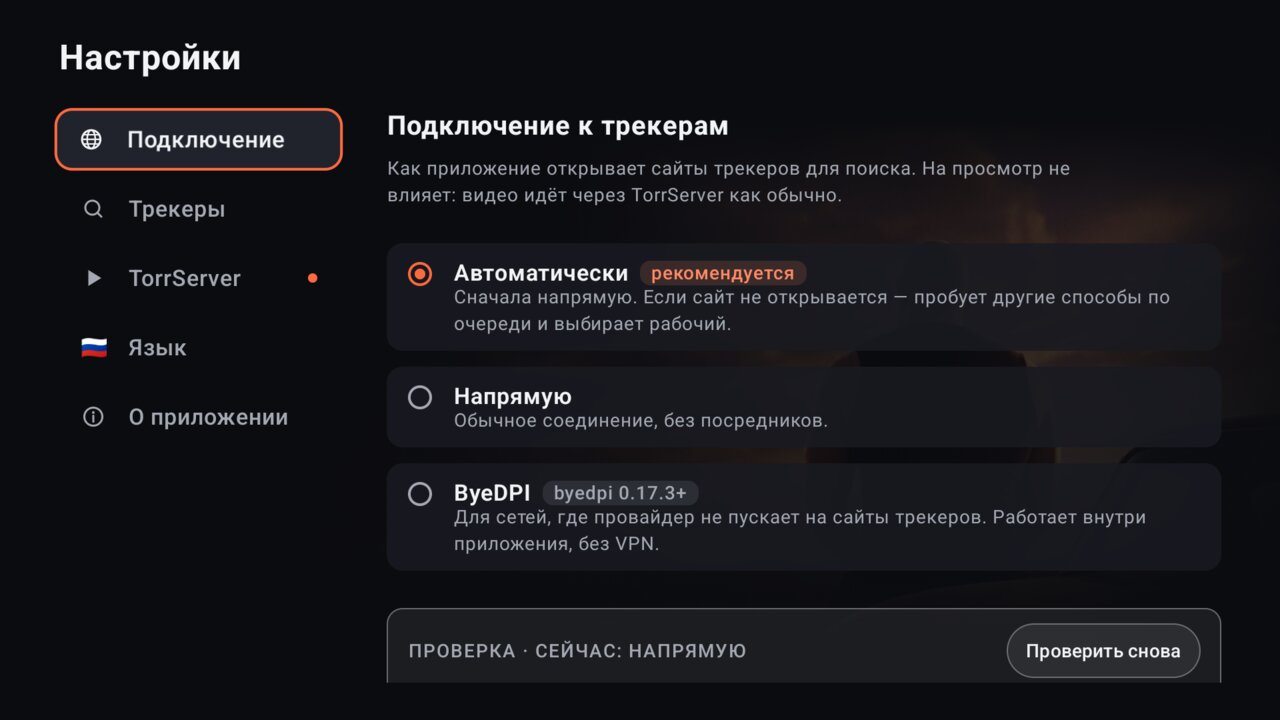 Настройки
Подключение
Трекеры
TorrServer
Язык
О приложении
Подключение к трекерам
Как приложение открывает сайты трекеров для поиска. На просмотр не
влияет: видео идёт через TorrServer как обычно.
Автоматически рекомендуется
Сначала напрямую. Если сайт не открывается — пробует другие способы по
очереди и выбирает рабочий.
Напрямую
Обычное соединение, без посредников.
ByeDPI byedpi 0.17.3+
Для сетей, где провайдер не пускает на сайты трекеров. Работает внутри
приложения, без VPN.
ПРОВЕРКА · СЕЙЧАС: НАПРЯМУЮ
Проверить снова